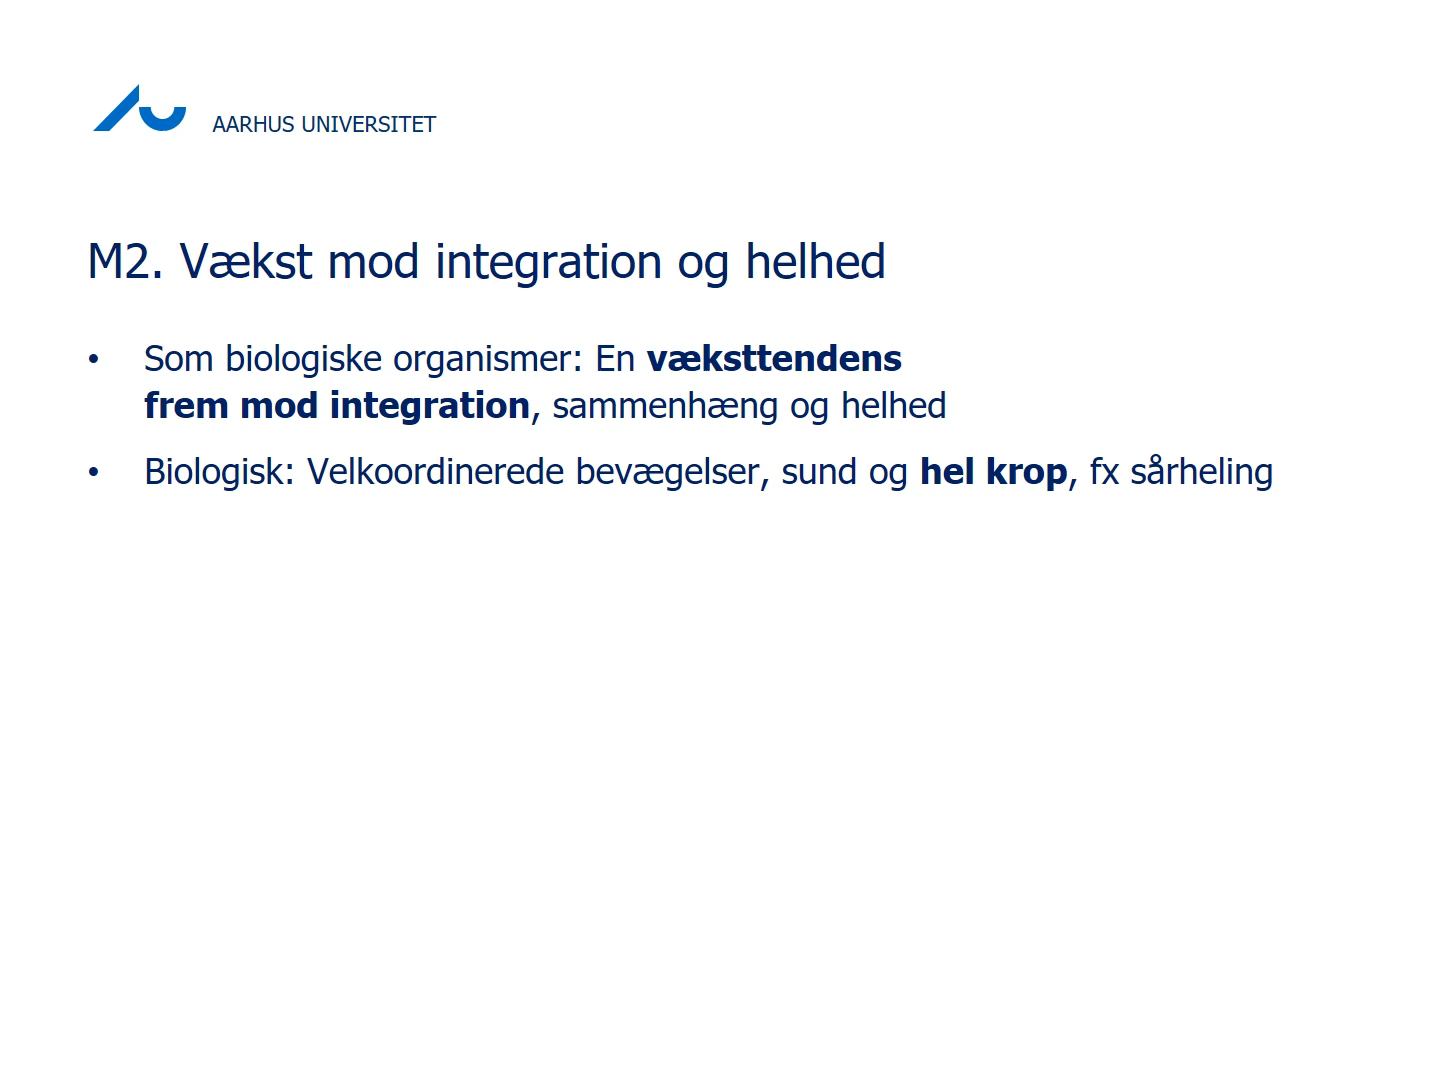 AARHUS UNIVERSITET
M2. Vækst mod integration og helhed
• Som biologiske organismer: En væksttendens
frem mod integration, sammenhæng og helhed
• Biologisk: Velkoordinerede bevægelser, sund og hel krop, fx sårheling